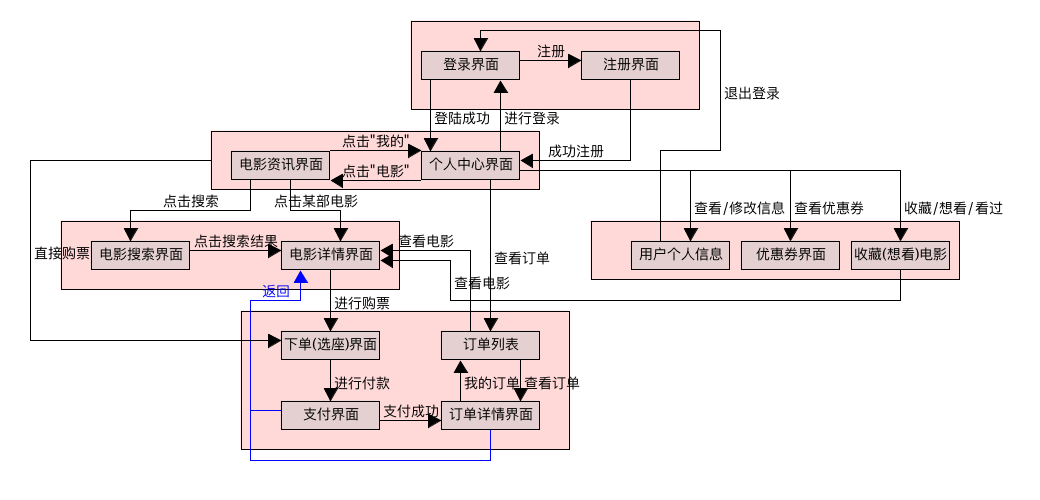 注册
登录界面
注册界面
退出登录
登陆成功
进行登录
点击"我的"
成功注册
电影资讯界面
个人中心界面
点击"电影"
点击搜索
点击某部电影
查看/修改信息
查看优惠券
收藏/想看/看过
直接购票
电影搜索界面
点击搜索结果
电影详情界面
查看电影
查看订单
用户个人信息
优惠券界面
收藏(想看)电影
返回
查看电影
进行购票
下单(选座)界面
订单列表
进行付款
我的订单
查看订单
支付界面
支付成功
订单详情界面